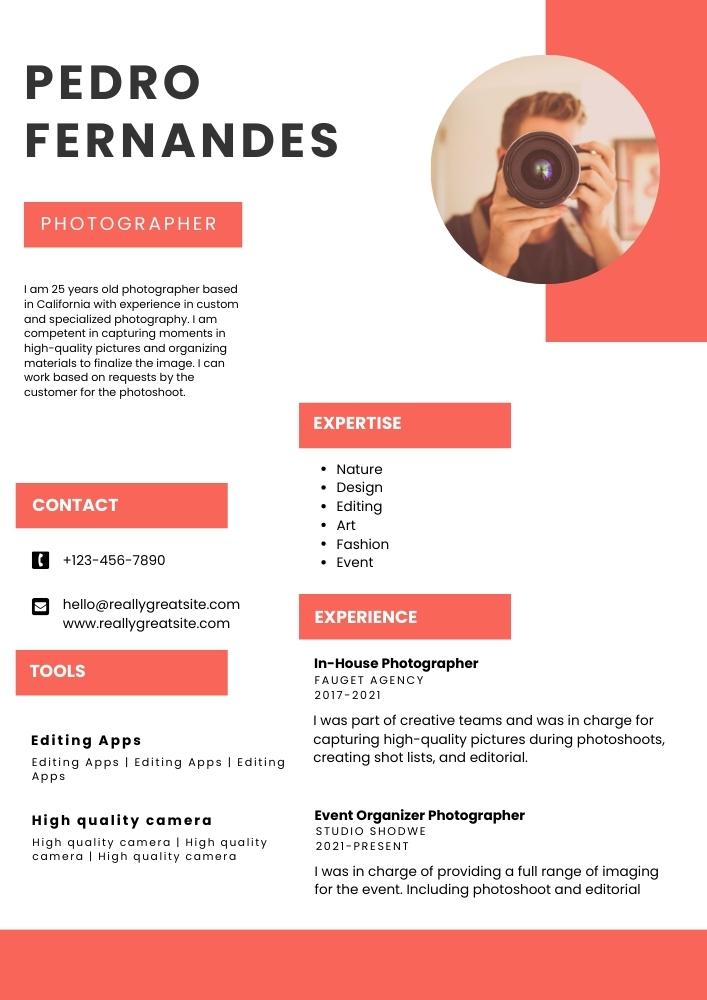 PEDRO
FERNANDES
PHOTOGRAPHER
I am 25 years old photographer based
in California with experience in custom
and specialized photography. I am
competent in capturing moments in
high-quality pictures and organizing
materials to finalize the image. I can
work based on requests by the
customer for the photoshoot.
CONTACT
+123-456-7890
hello@reallygreatsite.com
www.reallygreatsite.com
TOOLS
Editing Apps
Editing Apps | Editing Apps | Editing
Apps
High quality camera
High quality camera | High quality
camera | High quality camera
EXPERTISE
• Nature
• Design
• Editing
• Art
• Fashion
• Event
EXPERIENCE
In-House Photographer
FAUGET AGENCY
2017-2021
I was part of creative teams and was in charge for
capturing high-quality pictures during photoshoots,
creating shot lists, and editorial.
Event Organizer Photographer
STUDIO SHODWE
2021-PRESENT
I was in charge of providing a full range of imaging
for the event. Including photoshoot and editorial